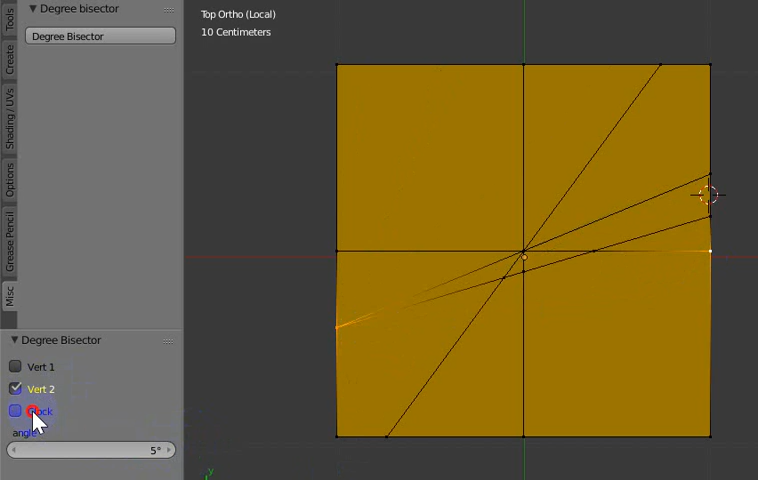 Degree bisector
Degree Bisector
Tools
Create
Shading / UVs
Options
Grease Pencil
Misc
Top Ortho (Local)
10 Centimeters
y
Degree Bisector
Vert 1
Vert 2
angle
5°